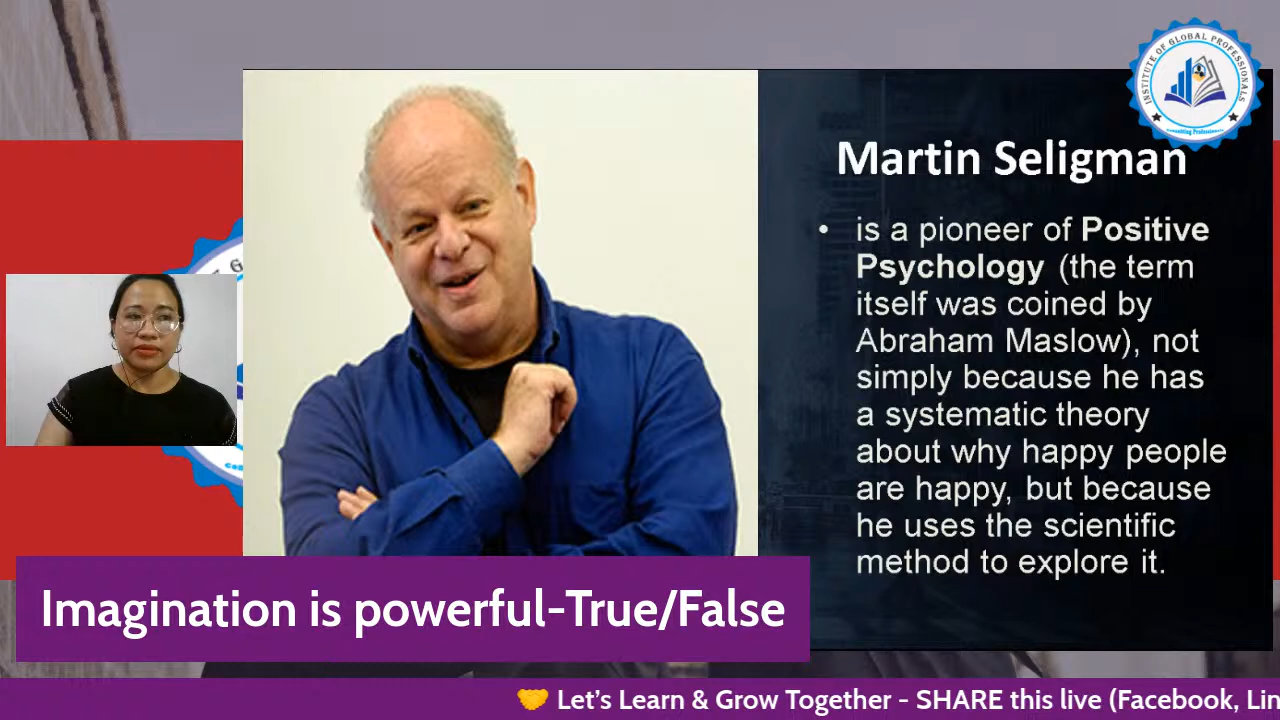 INSTITUTE OF GLOBAL PROFESSIONALS
Connecting Professionals
Martin Seligman
• is a pioneer of Positive
Psychology (the term
itself was coined by
Abraham Maslow), not
simply because he has
a systematic theory
about why happy people
are happy, but because
he uses the scientific
method to explore it.
Imagination is powerful-True/False
🤝 Let's Learn & Grow Together - SHARE this live (Facebook, Lin